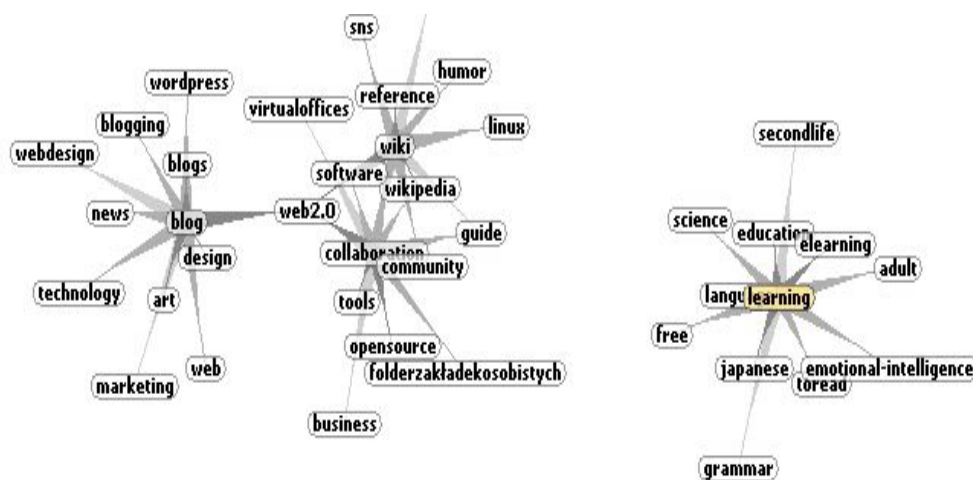 sns
humor
wordpress
reference
virtualoffices
blogging
linux
secondlife
webdesign
wiki
blogs
software
wikipedia
web2.0
news
blog
science
guide
education
elearning
design
collaboration
community
adult
technology
art
tools
learning
free
opensource
web
folderzakładekosobistych
japanese
emotional-intelligence
toread
marketing
business
grammar